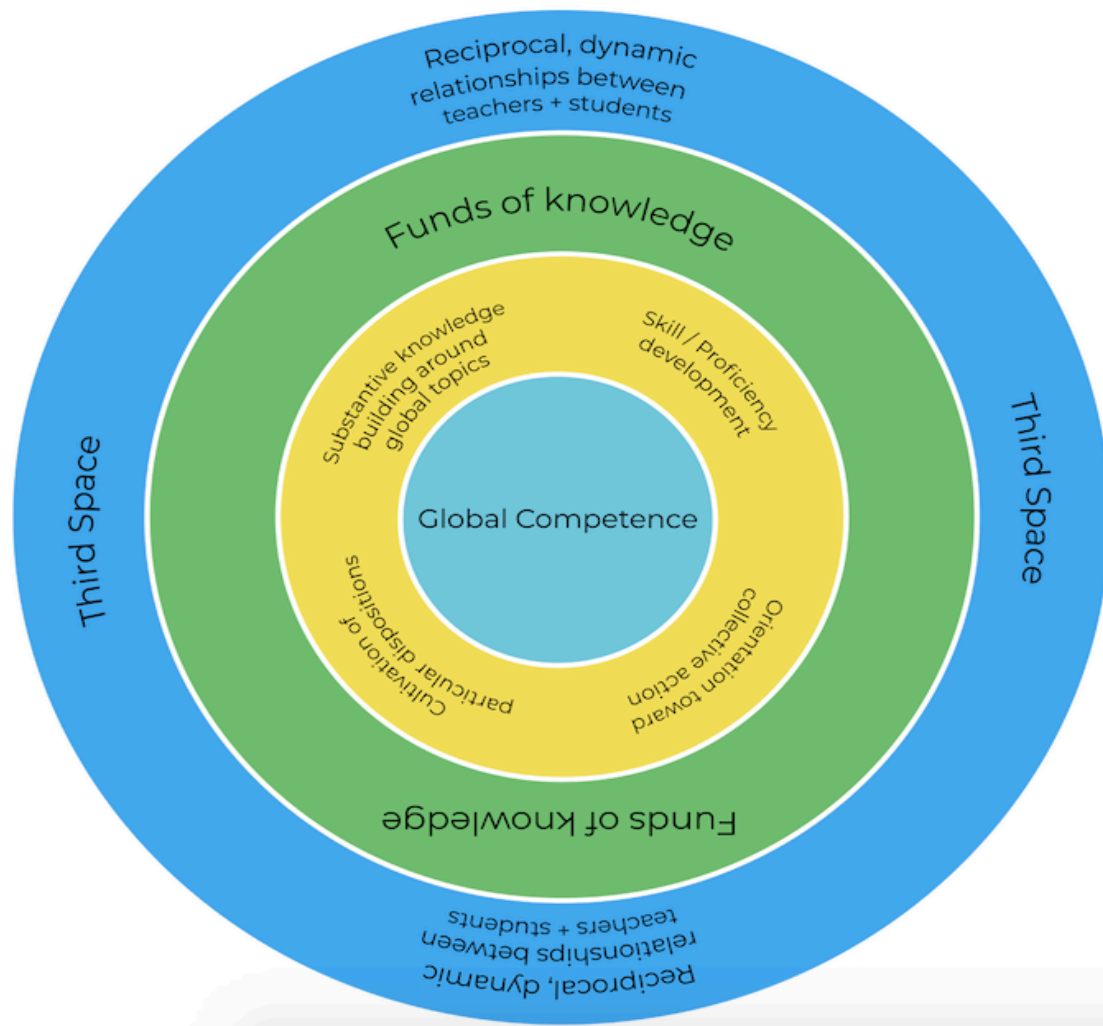 Reciprocal, dynamic
relationships between
teachers + students
Funds of knowledge
Substantive knowledge
building around
global topics
Skill / Proficiency
development
Third Space
Third Space
Global Competence
Cultivation of
particular dispositions
Orientation toward
collective action
Funds of knowledge
Reciprocal, dynamic
relationships between
teachers + students